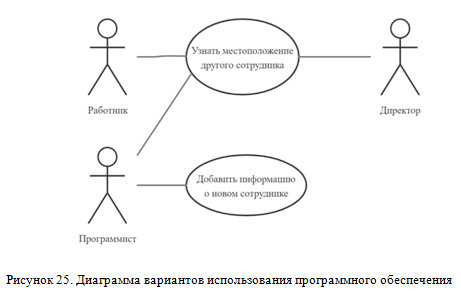 Узнать местоположение
другого сотрудника
Работник
Директор
Добавить информацию
о новом сотруднике
Программист
Рисунок 25. Диаграмма вариантов использования программного обеспечения